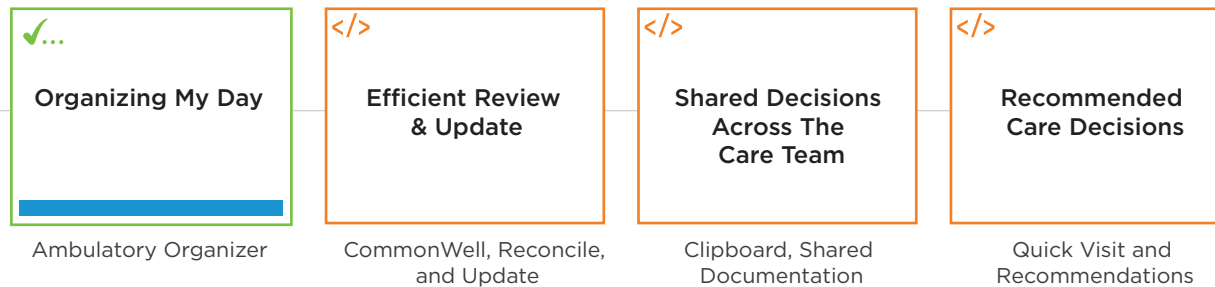 ✓...
Organizing My Day
Ambulatory Organizer
</>
Efficient Review
& Update
CommonWell, Reconcile,
and Update
</>
Shared Decisions
Across The
Care Team
Clipboard, Shared
Documentation
</>
Recommended
Care Decisions
Quick Visit and
Recommendations